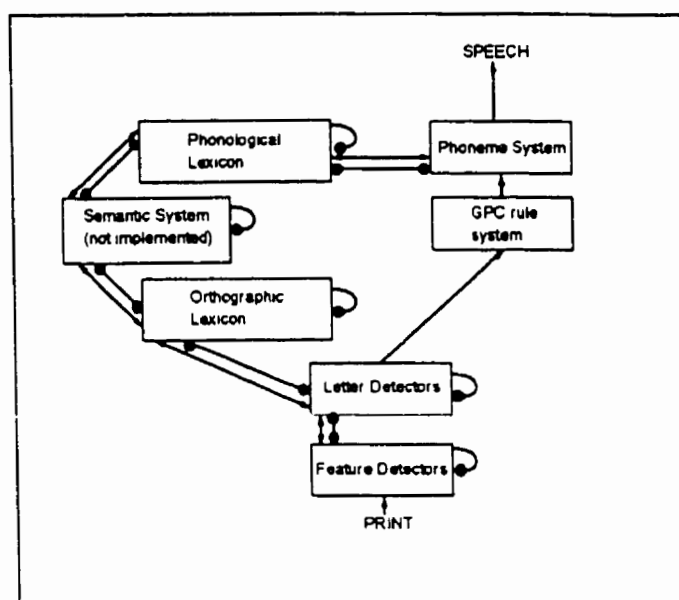 SPEECH
Phonological
Lexicon
Phoneme System
Semantic System
(not implemented)
GPC rule
system
Orthographic
Lexicon
Letter Detectors
Feature Detectors
PRINT